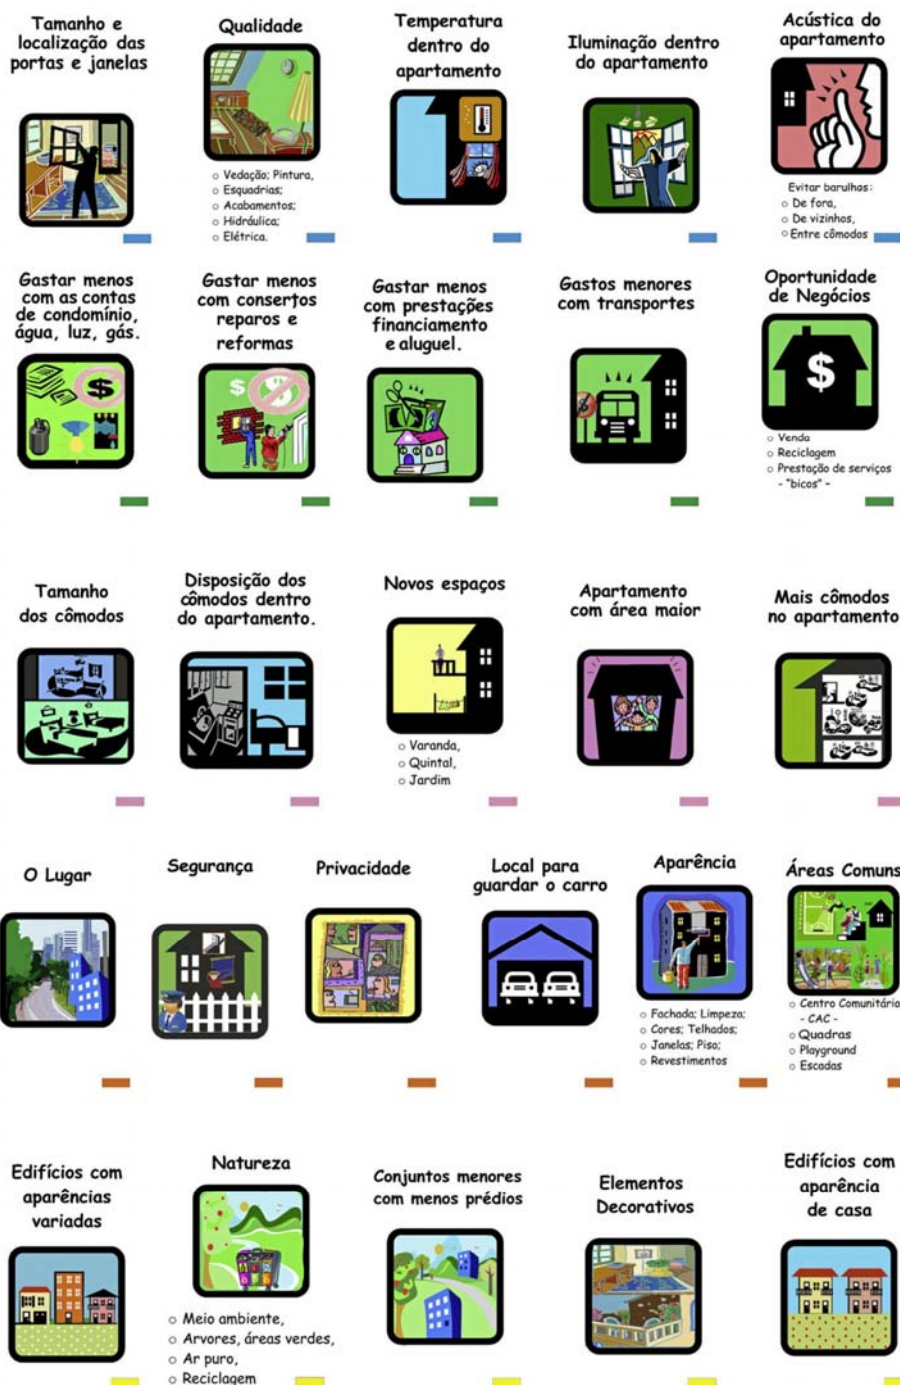 Tamanho e
localização das
portas e janelas
Qualidade
o Vedação; Pintura,
o Esquadrias;
o Acabamentos;
o Hidráulica;
o Elétrica.
Temperatura
dentro do
apartamento
Iluminação dentro
do apartamento
Acústica do
apartamento
Evitar barulhos:
o De fora,
o De vizinhos,
o Entre cômodos
Gastar menos
com as contas
de condomínio,
água, luz, gás.
$
Gastar menos
com consertos
reparos e
reformas
$ $
Gastar menos
com prestações
financiamento
e aluguel.
Gastos menores
com transportes
Oportunidade
de Negócios
$
o Venda
o Reciclagem
o Prestação de serviços
- "bicos" -
Tamanho
dos cômodos
Disposição dos
cômodos dentro
do apartamento.
Novos espaços
o Varanda,
o Quintal,
o Jardim
Apartamento
com área maior
Mais cômodos
no apartamento
O Lugar
Segurança
Privacidade
Local para
guardar o carro
Aparência
o Fachada; Limpeza;
o Cores; Telhados;
o Janelas; Piso;
o Revestimentos
Áreas Comuns
o Centro Comunitário
- CAC -
o Quadras
o Playground
o Escadas
Edifícios com
aparências
variadas
Natureza
o Meio ambiente,
o Arvores, áreas verdes,
o Ar puro,
o Reciclagem
Conjuntos menores
com menos prédios
Elementos
Decorativos
Edifícios com
aparência
de casa